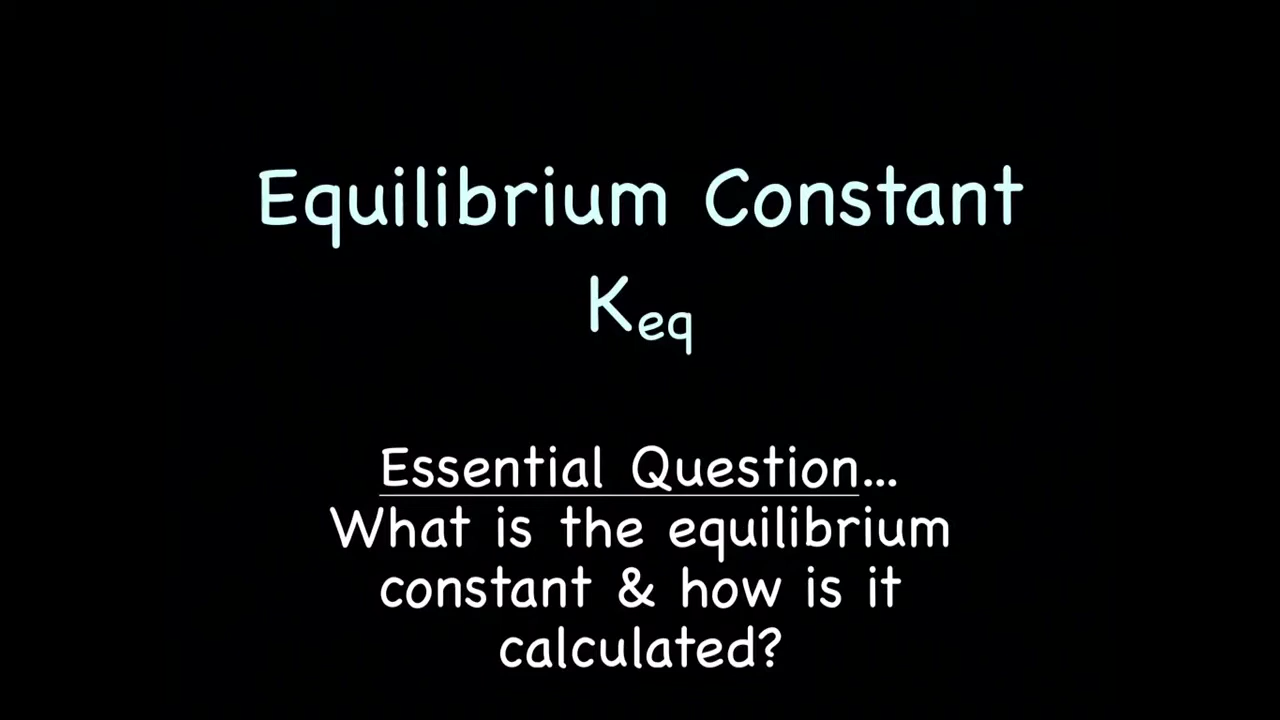 Equilibrium Constant
Keq
Essential Question...
What is the equilibrium
constant & how is it
calculated?